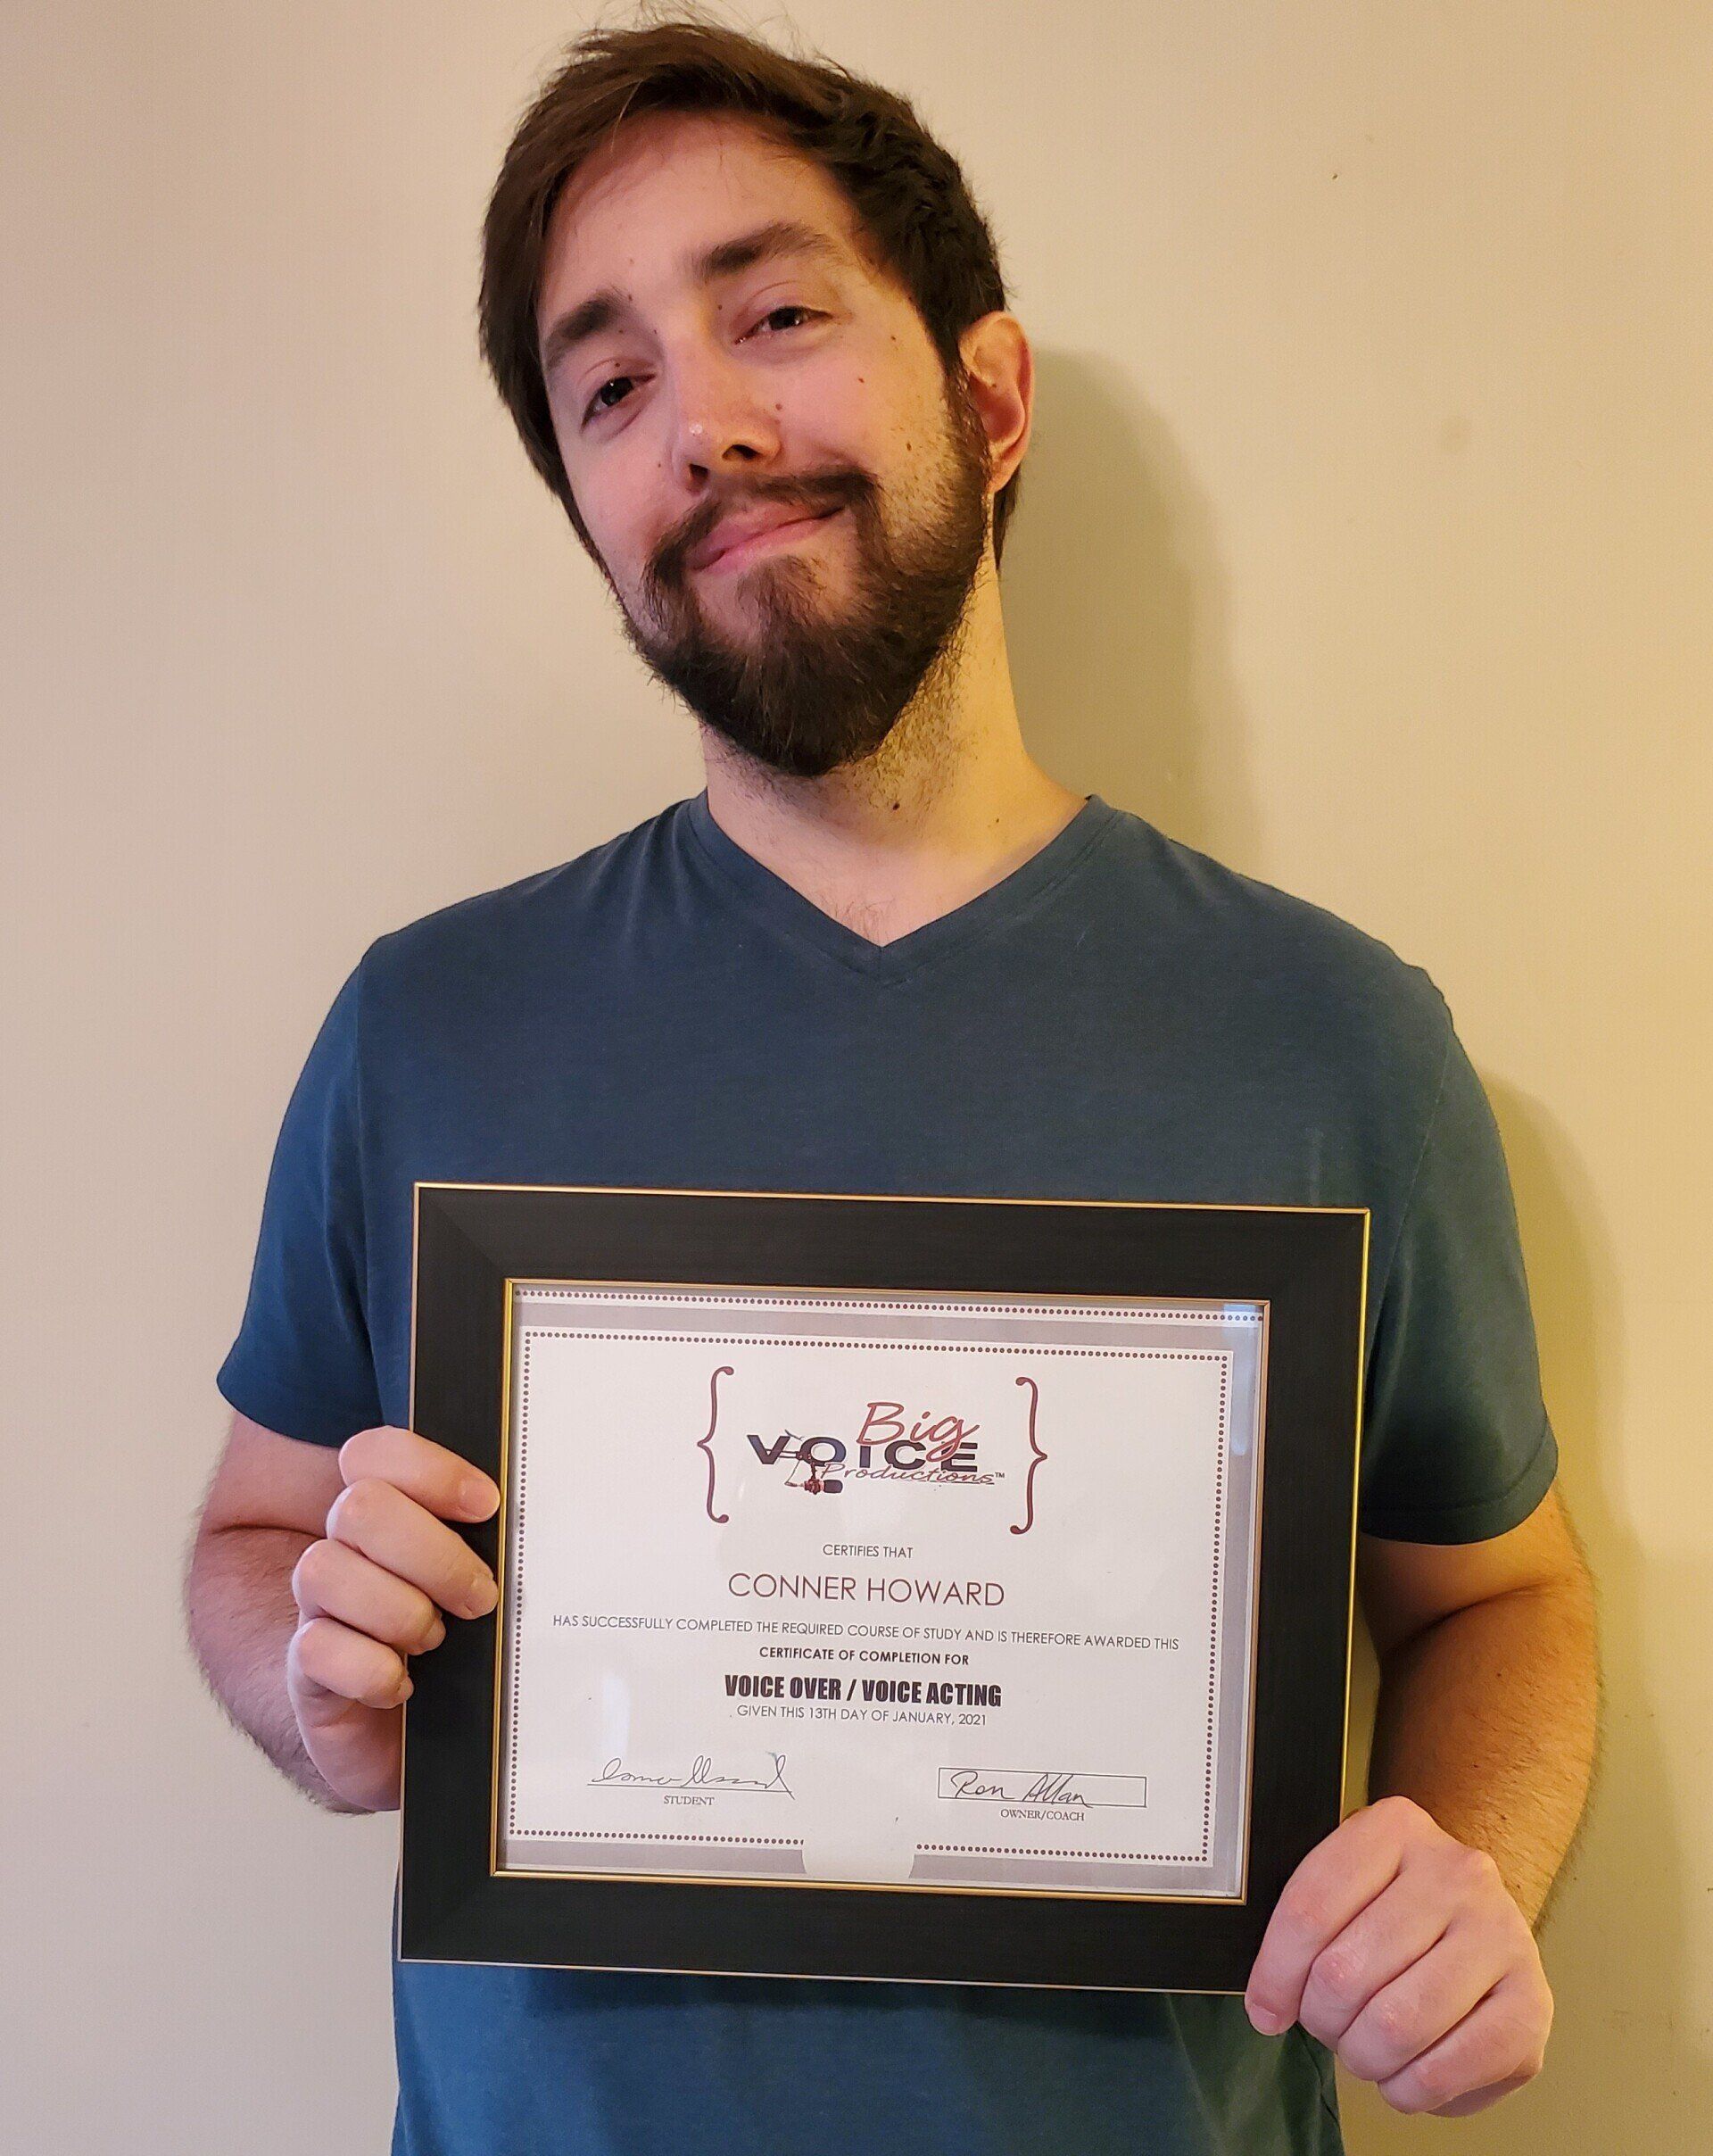 Big
VOICE
Productions™
CERTIFIES THAT
CONNER HOWARD
HAS SUCCESSFULLY COMPLETED THE REQUIRED COURSE OF STUDY AND IS THEREFORE AWARDED THIS
CERTIFICATE OF COMPLETION FOR
VOICE OVER / VOICE ACTING
GIVEN THIS 13TH DAY OF JANUARY, 2021
Ron Allan
STUDENT
OWNER/COACH